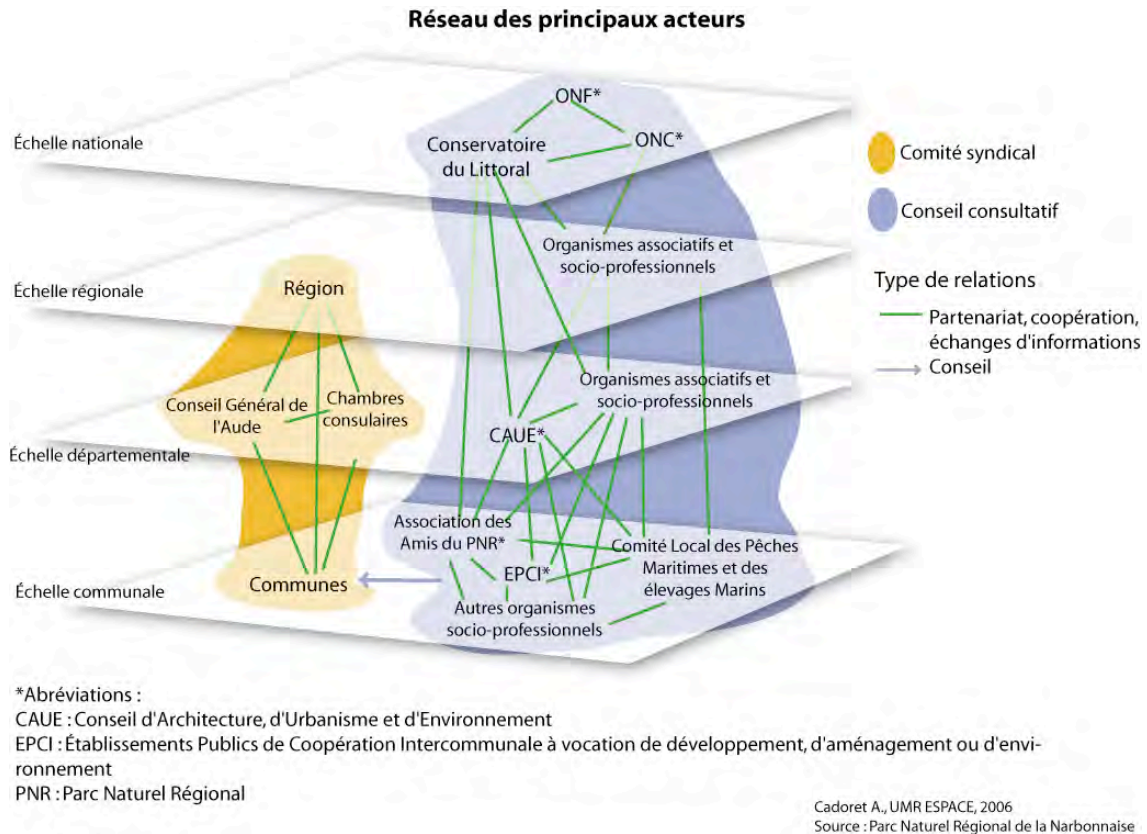 Réseau des principaux acteurs
ONF*
Échelle nationale
Conservatoire
du Littoral
ONC*
Comité syndical
Conseil consultatif
Organismes associatifs et
socio-professionnels
Échelle régionale
Région
Type de relations
Partenariat, coopération,
échanges d'informations
Conseil
Organismes associatifs et
socio-professionnels
Conseil Général de
l'Aude
Chambres
consulaires
CAUE*
Échelle départementale
Association des
Amis du PNR*
Comité Local des Pêches
Maritimes et des
élevages Marins
EPCI*
Communes
Échelle communale
Autres organismes
socio-professionnels
*Abréviations :
CAUE : Conseil d'Architecture, d'Urbanisme et d'Environnement
EPCI : Établissements Publics de Coopération Intercommunale à vocation de développement, d'aménagement ou d'envi-
ronnement
PNR : Parc Naturel Régional
Cadoret A., UMR ESPACE, 2006
Source : Parc Naturel Régional de la Narbonnaise